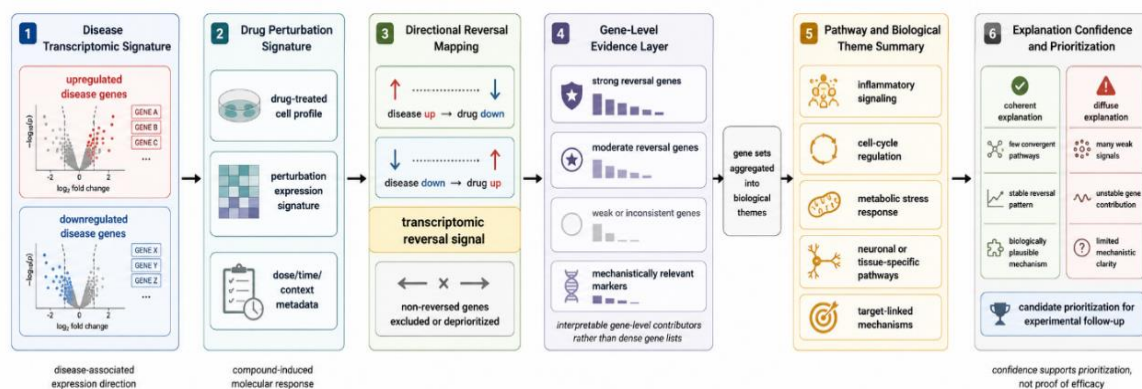 1
Disease
Transcriptomic Signature
upregulated
disease genes
GENE A
GENE B
GENE C
...
−log₁₀(p)
log₂ fold change
downregulated
disease genes
GENE X
GENE Y
GENE Z
...
−log₁₀(p)
log₂ fold change
disease-associated
expression direction
2
Drug Perturbation
Signature
drug-treated
cell profile
perturbation
expression
signature
dose/time/
context
metadata
compound-induced
molecular response
3
Directional Reversal
Mapping
disease up → drug down
disease down → drug up
transcriptomic
reversal signal
non-reversed genes
excluded or deprioritized
4
Gene-Level
Evidence Layer
strong reversal genes
moderate reversal genes
weak or inconsistent genes
mechanistically relevant
markers
interpretable gene-level contributors
rather than dense gene lists
gene sets
aggregated
into
biological
themes
5
Pathway and Biological
Theme Summary
inflammatory
signaling
cell-cycle
regulation
metabolic stress
response
neuronal or
tissue-specific
pathways
target-linked
mechanisms
6
Explanation Confidence
and Prioritization
coherent
explanation
few convergent
pathways
stable reversal
pattern
biologically
plausible
mechanism
diffuse
explanation
many weak
signals
unstable gene
contribution
?
limited
mechanistic
clarity
candidate prioritization for
experimental follow-up
confidence supports prioritization,
not proof of efficacy